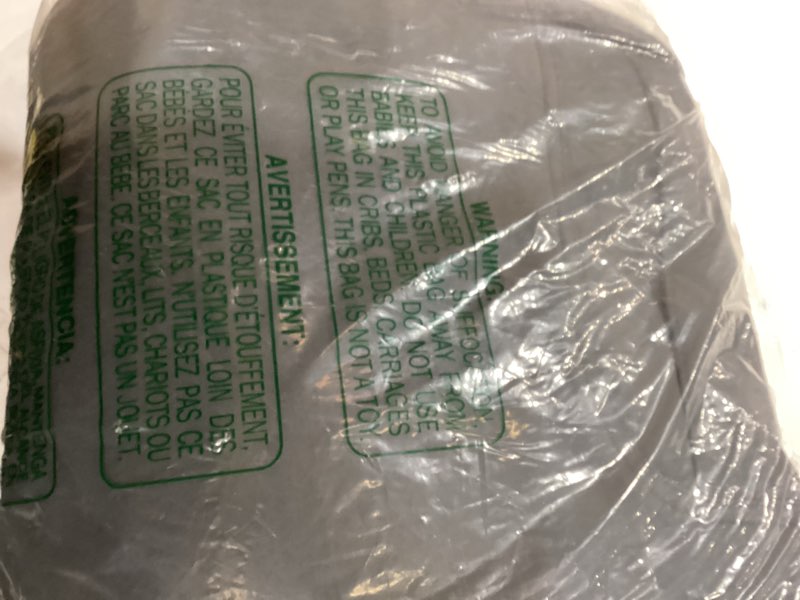 WARNING:
TO AVOID DANGER OF SUFFOCATION,
KEEP THIS PLASTIC BAG AWAY FROM
BABIES AND CHILDREN. DO NOT USE
THIS BAG IN CRIBS, BEDS, CARRIAGES
OR PLAY PENS. THIS BAG IS NOT A TOY.
AVERTISSEMENT:
POUR ÉVITER TOUT RISQUE D'ÉTOUFFEMENT,
GARDEZ CE SAC EN PLASTIQUE LOIN DES
BÉBES ET LES ENFANTS. N'UTILISEZ PAS CE
SAC DANS LES BERCEAUX, LITS, CHARIOTS OU
PARC AU BÉBÉ. CE SAC N'EST PAS UN JOUET.
ADVERTENCIA:
MANTENGA